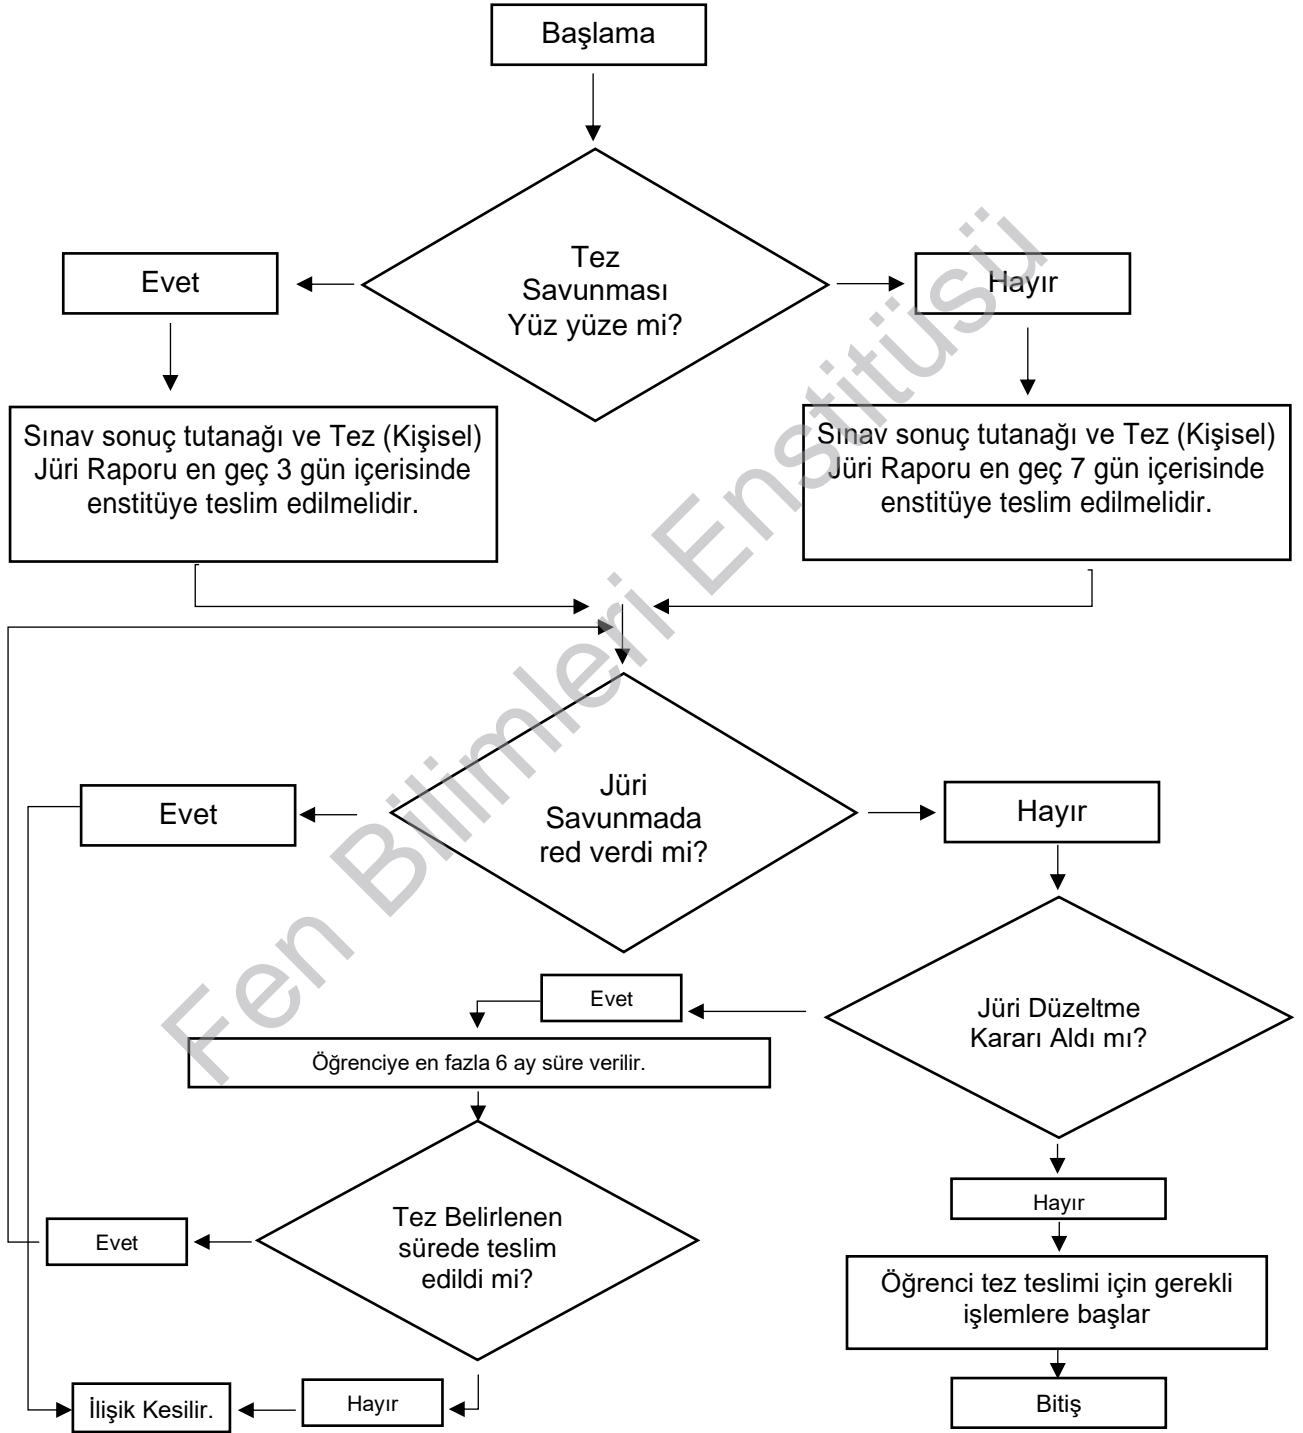 Başlama
Tez
Savunması
Yüz yüze mi?
Evet
Hayır
Sınav sonuç tutanağı ve Tez (Kişisel)
Jüri Raporu en geç 3 gün içerisinde
enstitüye teslim edilmelidir.
Sınav sonuç tutanağı ve Tez (Kişisel)
Jüri Raporu en geç 7 gün içerisinde
enstitüye teslim edilmelidir.
Jüri
Savunmada
red verdi mi?
Evet
Hayır
Jüri Düzeltme
Kararı Aldı mı?
Evet
Öğrenciye en fazla 6 ay süre verilir.
Tez Belirlenen
sürede teslim
edildi mi?
Evet
Hayır
Öğrenci tez teslimi için gerekli
işlemlere başlar
İlişik Kesilir.
Hayır
Bitiş
Fen Bilimleri Enstitüsü